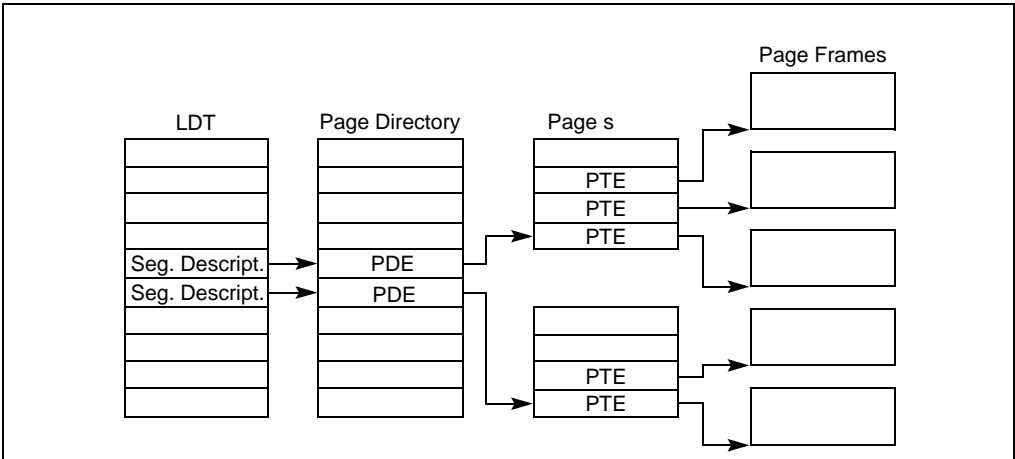 Page Frames
LDT
Page Directory
Page s
PTE
PTE
PTE
Seg. Descript.
PDE
Seg. Descript.
PDE
PTE
PTE